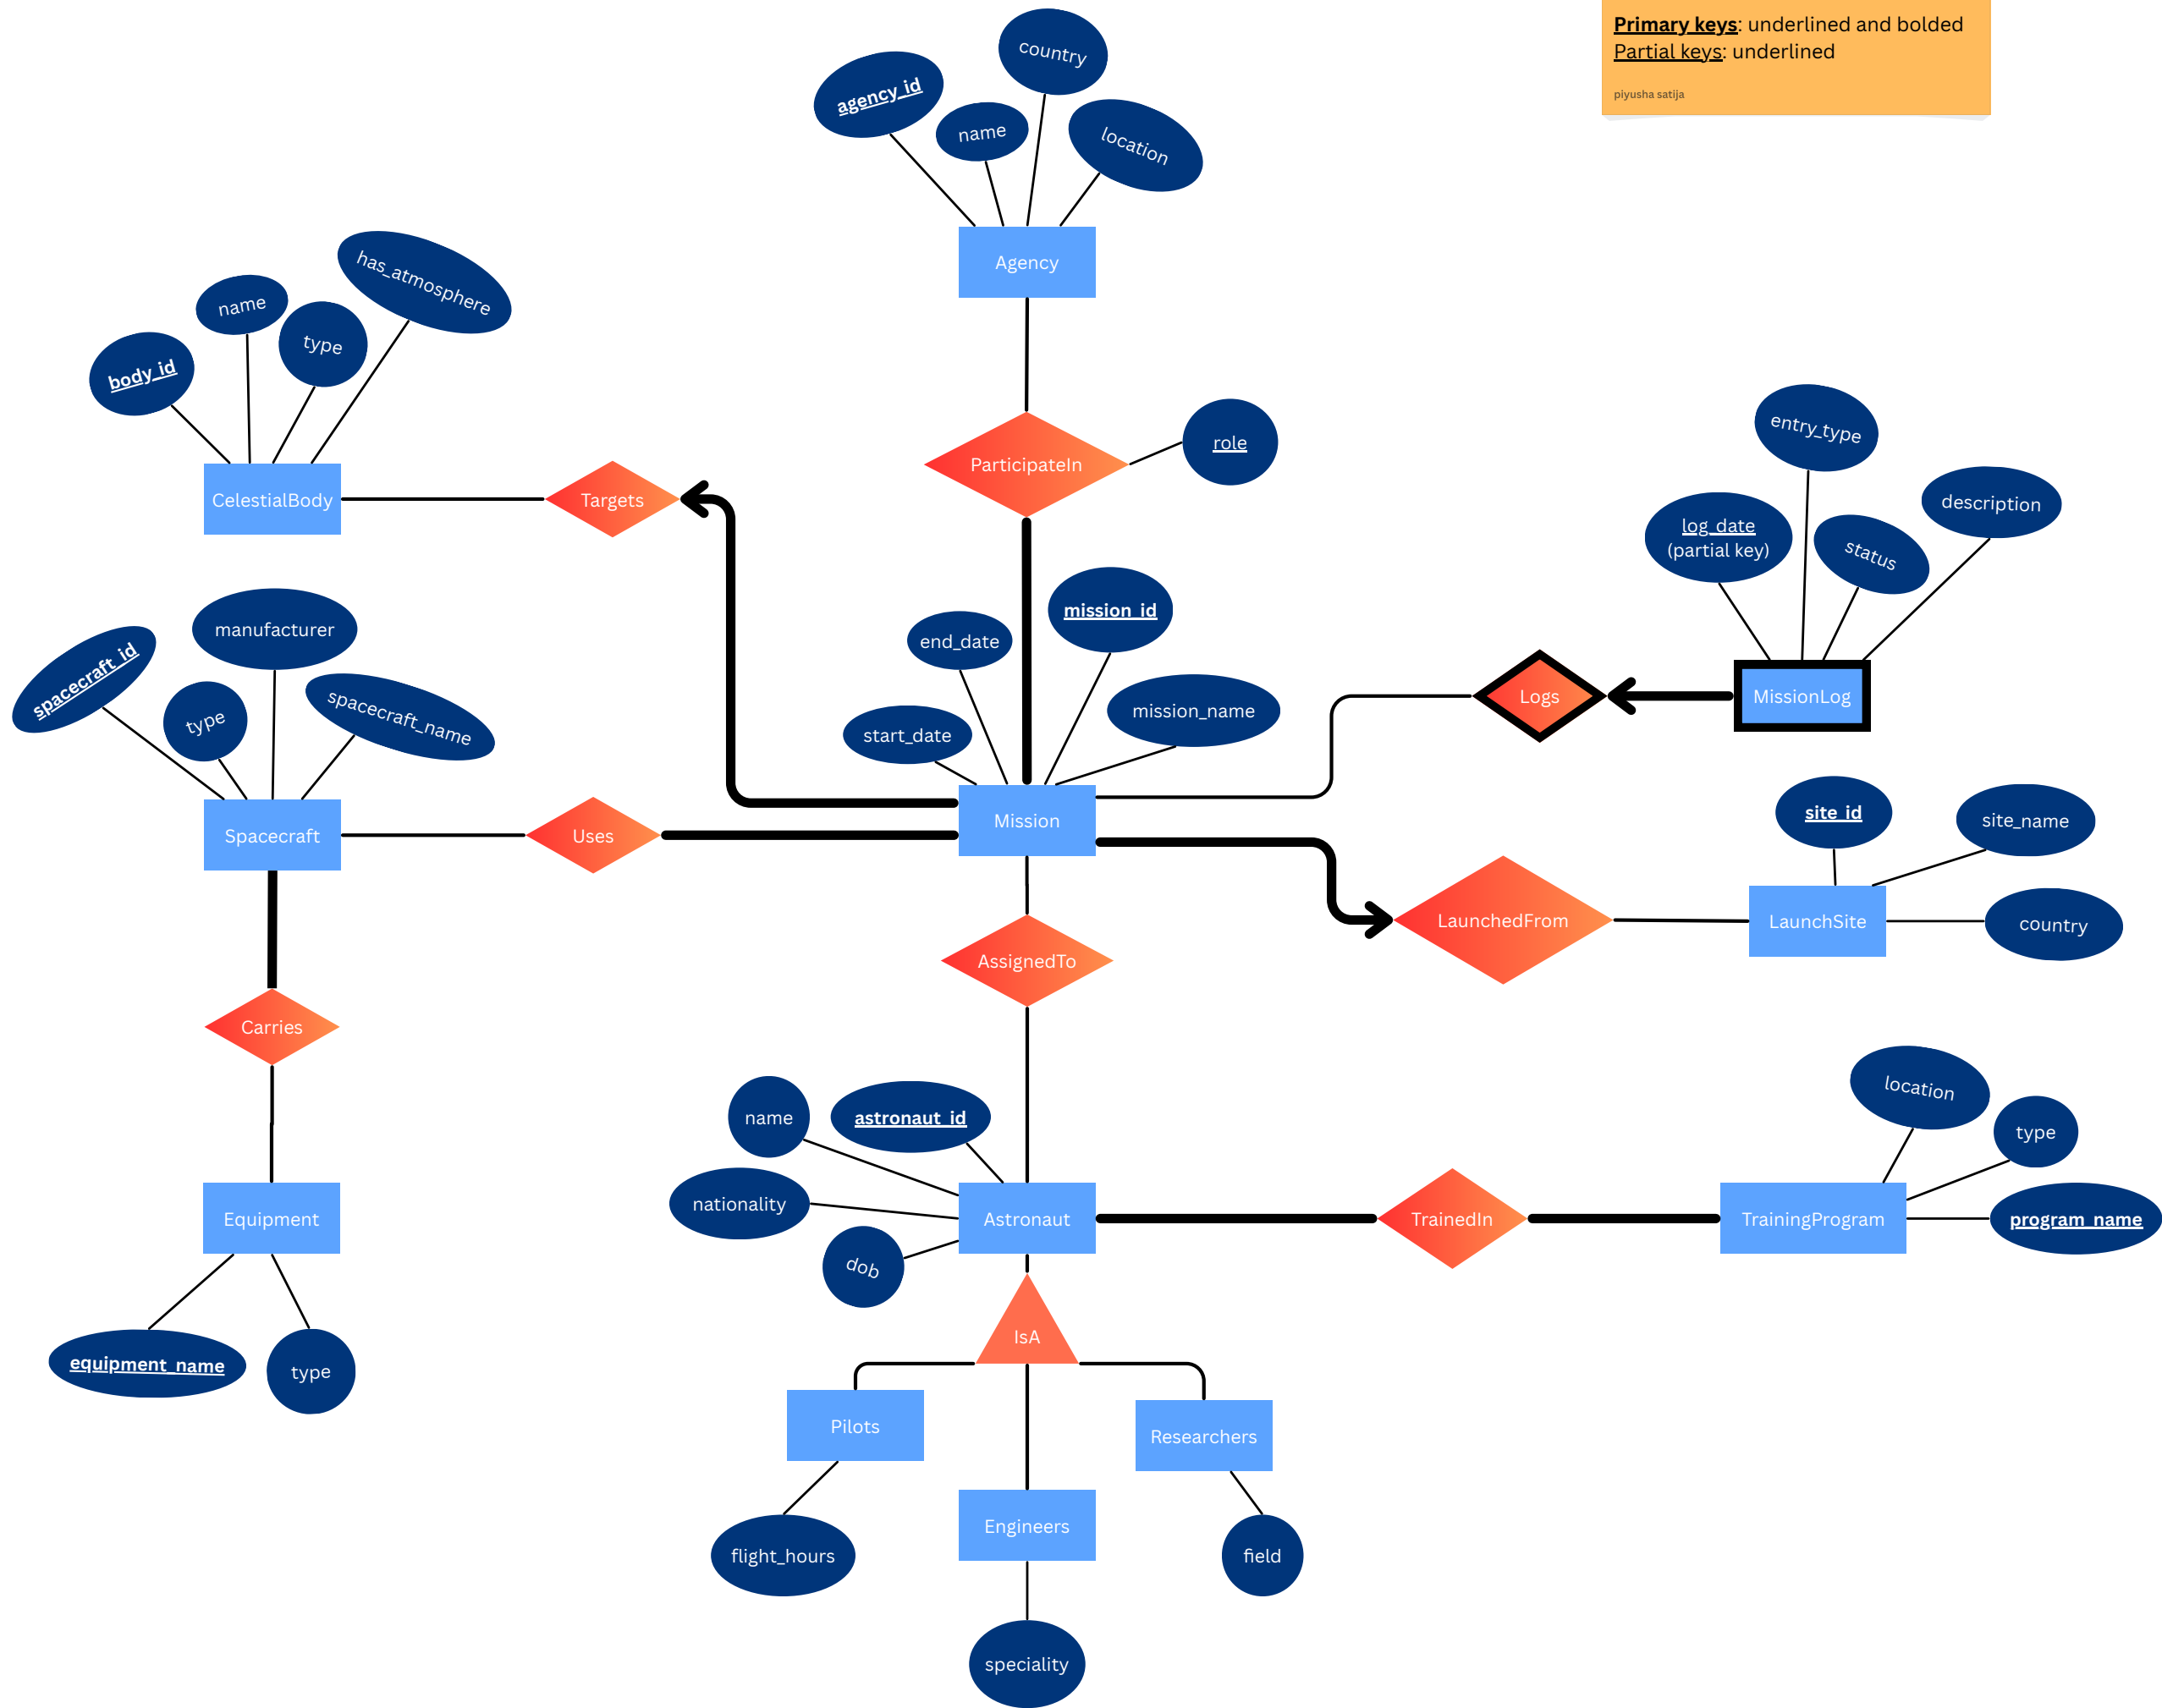 Primary keys: underlined and bolded
Partial keys: underlined
piyusha satija
country
agency_id
name
location
Agency
has_atmosphere
name
type
body_id
CelestialBody
Targets
ParticipateIn
role
entry_type
log_date
(partial key)
status
description
MissionLog
Logs
manufacturer
spacecraft_id
type
spacecraft_name
Spacecraft
Uses
end_date
mission_id
start_date
mission_name
Mission
site_id
site_name
LaunchSite
country
LaunchedFrom
AssignedTo
Carries
Equipment
equipment_name
type
name
astronaut_id
nationality
dob
Astronaut
TrainedIn
TrainingProgram
location
type
program_name
IsA
Pilots
Researchers
Engineers
flight_hours
field
speciality